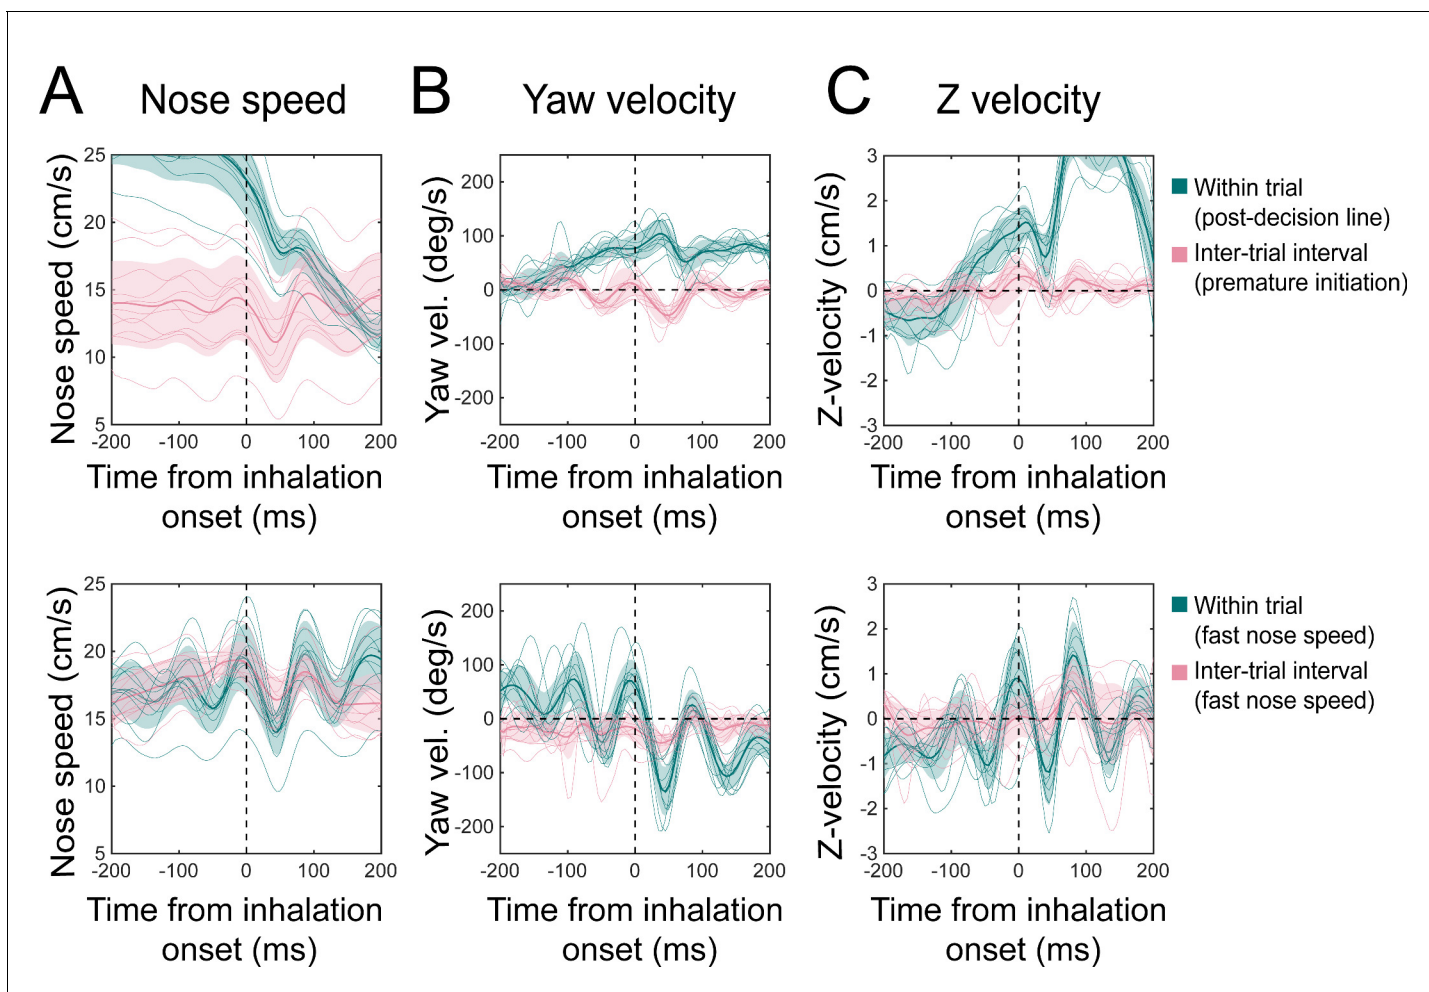 A Nose speed
B Yaw velocity
C Z velocity
Nose speed (cm/s)
25
20
15
10
5
-200 -100 0 100 200
Time from inhalation
onset (ms)
Yaw vel. (deg/s)
200
100
0
-100
-200
-200 -100 0 100 200
Time from inhalation
onset (ms)
Z-velocity (cm/s)
3
2
1
0
-1
-2
-3
-200 -100 0 100 200
Time from inhalation
onset (ms)
Within trial
(post-decision line)
Inter-trial interval
(premature initiation)
Nose speed (cm/s)
25
20
15
10
5
-200 -100 0 100 200
Time from inhalation
onset (ms)
Yaw vel. (deg/s)
200
100
0
-100
-200
-200 -100 0 100 200
Time from inhalation
onset (ms)
Z-velocity (cm/s)
3
2
1
0
-1
-2
-3
-200 -100 0 100 200
Time from inhalation
onset (ms)
Within trial
(fast nose speed)
Inter-trial interval
(fast nose speed)